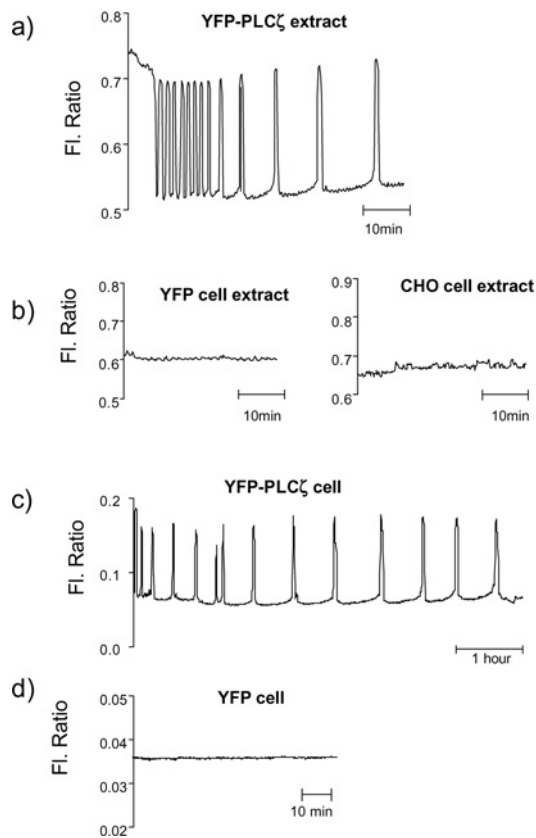 a)
YFP-PLCζ extract
Fl. Ratio
0.8
0.7
0.6
0.5
10min
b)
YFP cell extract
Fl. Ratio
0.8
0.7
0.6
0.5
10min
CHO cell extract
0.9
0.8
0.7
0.6
10min
c)
YFP-PLCζ cell
Fl. Ratio
0.2
0.1
0.0
1 hour
d)
YFP cell
Fl. Ratio
0.05
0.04
0.03
0.02
10 min